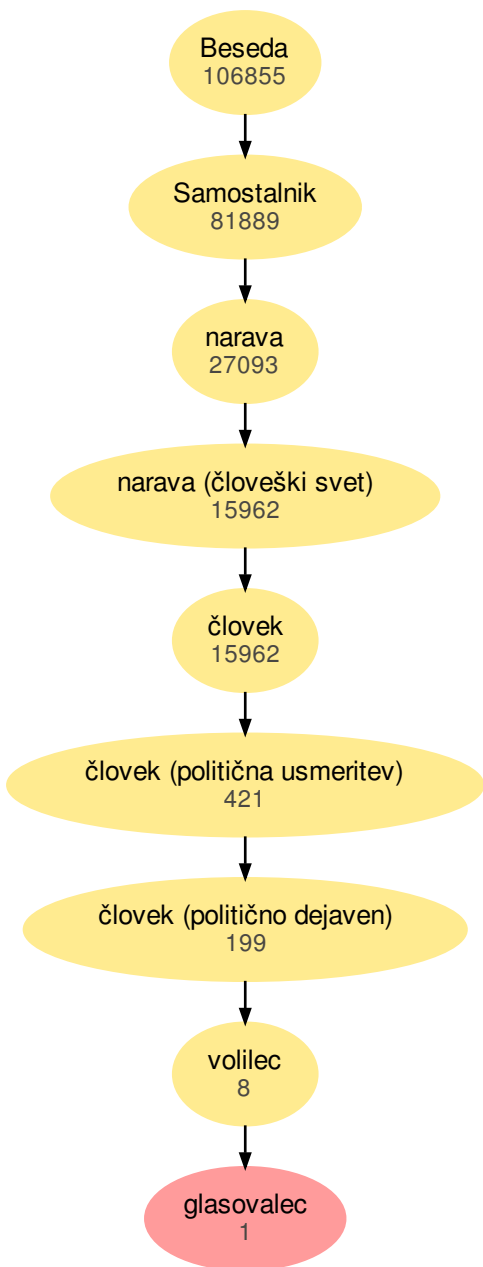 Beseda
106855
Samostalnik
81889
narava
27093
narava (človeški svet)
15962
človek
15962
človek (politična usmeritev)
421
človek (politično dejaven)
199
volilec
8
glasovalec
1